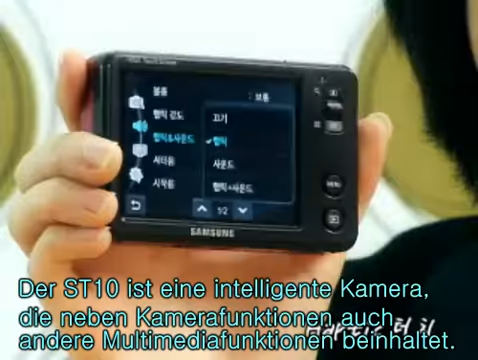 볼륨 : 보통
햅틱 강도
햅틱&사운드
셔터음
시작음
끄기
햅틱
사운드
햅틱+사운드
1/2
SAMSUNG
MENU
Der ST10 ist eine intelligente Kamera,
die neben Kamerafunktionen auch
andere Multimediafunktionen beinhaltet.